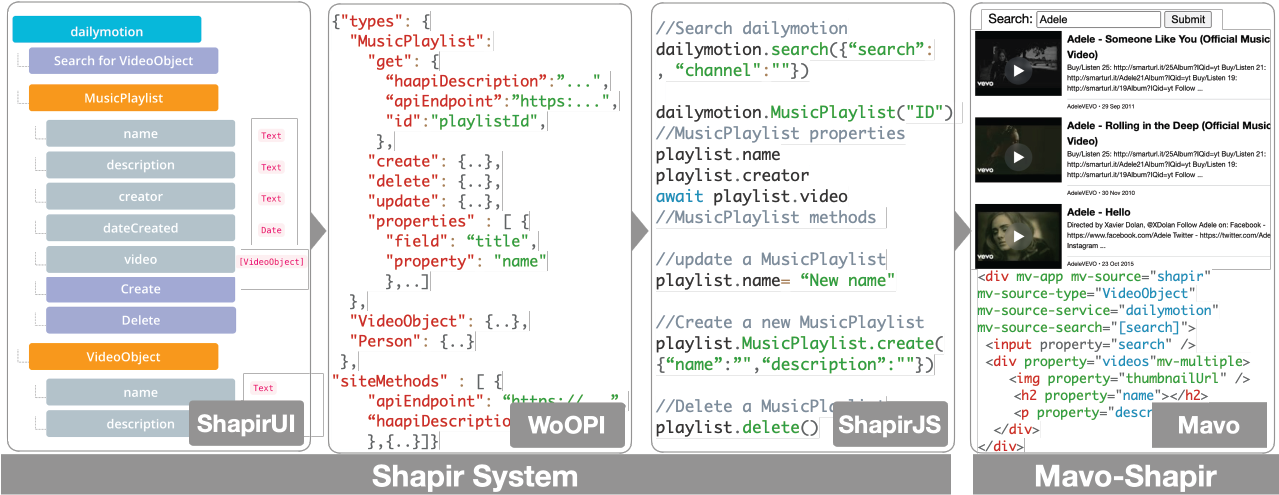 dailymotion
Search for VideoObject
MusicPlaylist
name
Text
description
Text
creator
Text
dateCreated
Date
video
[VideoObject]
Create
Delete
VideoObject
name
Text
description
ShapirUI
{"types": {
"MusicPlaylist":
"get": {
"haapiDescription":"...",
"apiEndpoint":"https:...",
"id":"playlistId",
},
"create": {..},
"delete": {..},
"update": {..},
"properties" : [ {
"field": "title",
"property": "name"
},..]
},
"VideoObject": {..},
"Person": {..}
},
"siteMethods" : [ {
"apiEndpoint": "https://
"haapiDescription
},{..}]}
WoOPI
//Search dailymotion
dailymotion.search({“search”:
, “channel":""})
dailymotion.MusicPlaylist("ID")
//MusicPlaylist properties
playlist.name
playlist.creator
await playlist.video
//MusicPlaylist methods
//update a MusicPlaylist
playlist.name= “New name"
//Create a new MusicPlaylist
playlist.MusicPlaylist.create(
{“name”:””,“description”:""})
//Delete a MusicPlaylist
playlist.delete()
ShapirJS
Search: Adele Submit
Adele - Someone Like You (Official Music
Video)
Buy/Listen 25: http://smarturl.it/25Album?IQid=yt Buy/Listen 21:
http://smarturl.it/Adele21Album?IQid=yt Buy/Listen 19:
http://smarturl.it/19Album?IQid=yt Follow ...
AdeleVEVO • 29 Sep 2011
vevo
Adele - Rolling in the Deep (Official Music
Video)
Buy/Listen 25: http://smarturl.it/25Album?IQid=yt Buy/Listen 21:
http://smarturl.it/Adele21Album?IQid=yt Buy/Listen 19:
http://smarturl.it/19Album?IQid=yt Follow ...
AdeleVEVO • 30 Nov 2010
vevo
Adele - Hello
Directed by Xavier Dolan, @XDolan Follow Adele on: Facebook -
https://www.facebook.com/Adele Twitter - https://twitter.com/Ade
Instagram ...
AdeleVEVO • 23 Oct 2015
vevo
<div mv-app mv-source="shapir"
mv-source-type="VideoObject"
mv-source-service="dailymotion"
mv-source-search="[search]">
<input property="search" />
<div property="videos"mv-multiple>
<img property="thumbnailUrl" />
<h2 property="name"></h2>
<p property="descr
</div>
</div>
Mavo
Shapir System
Mavo-Shapir